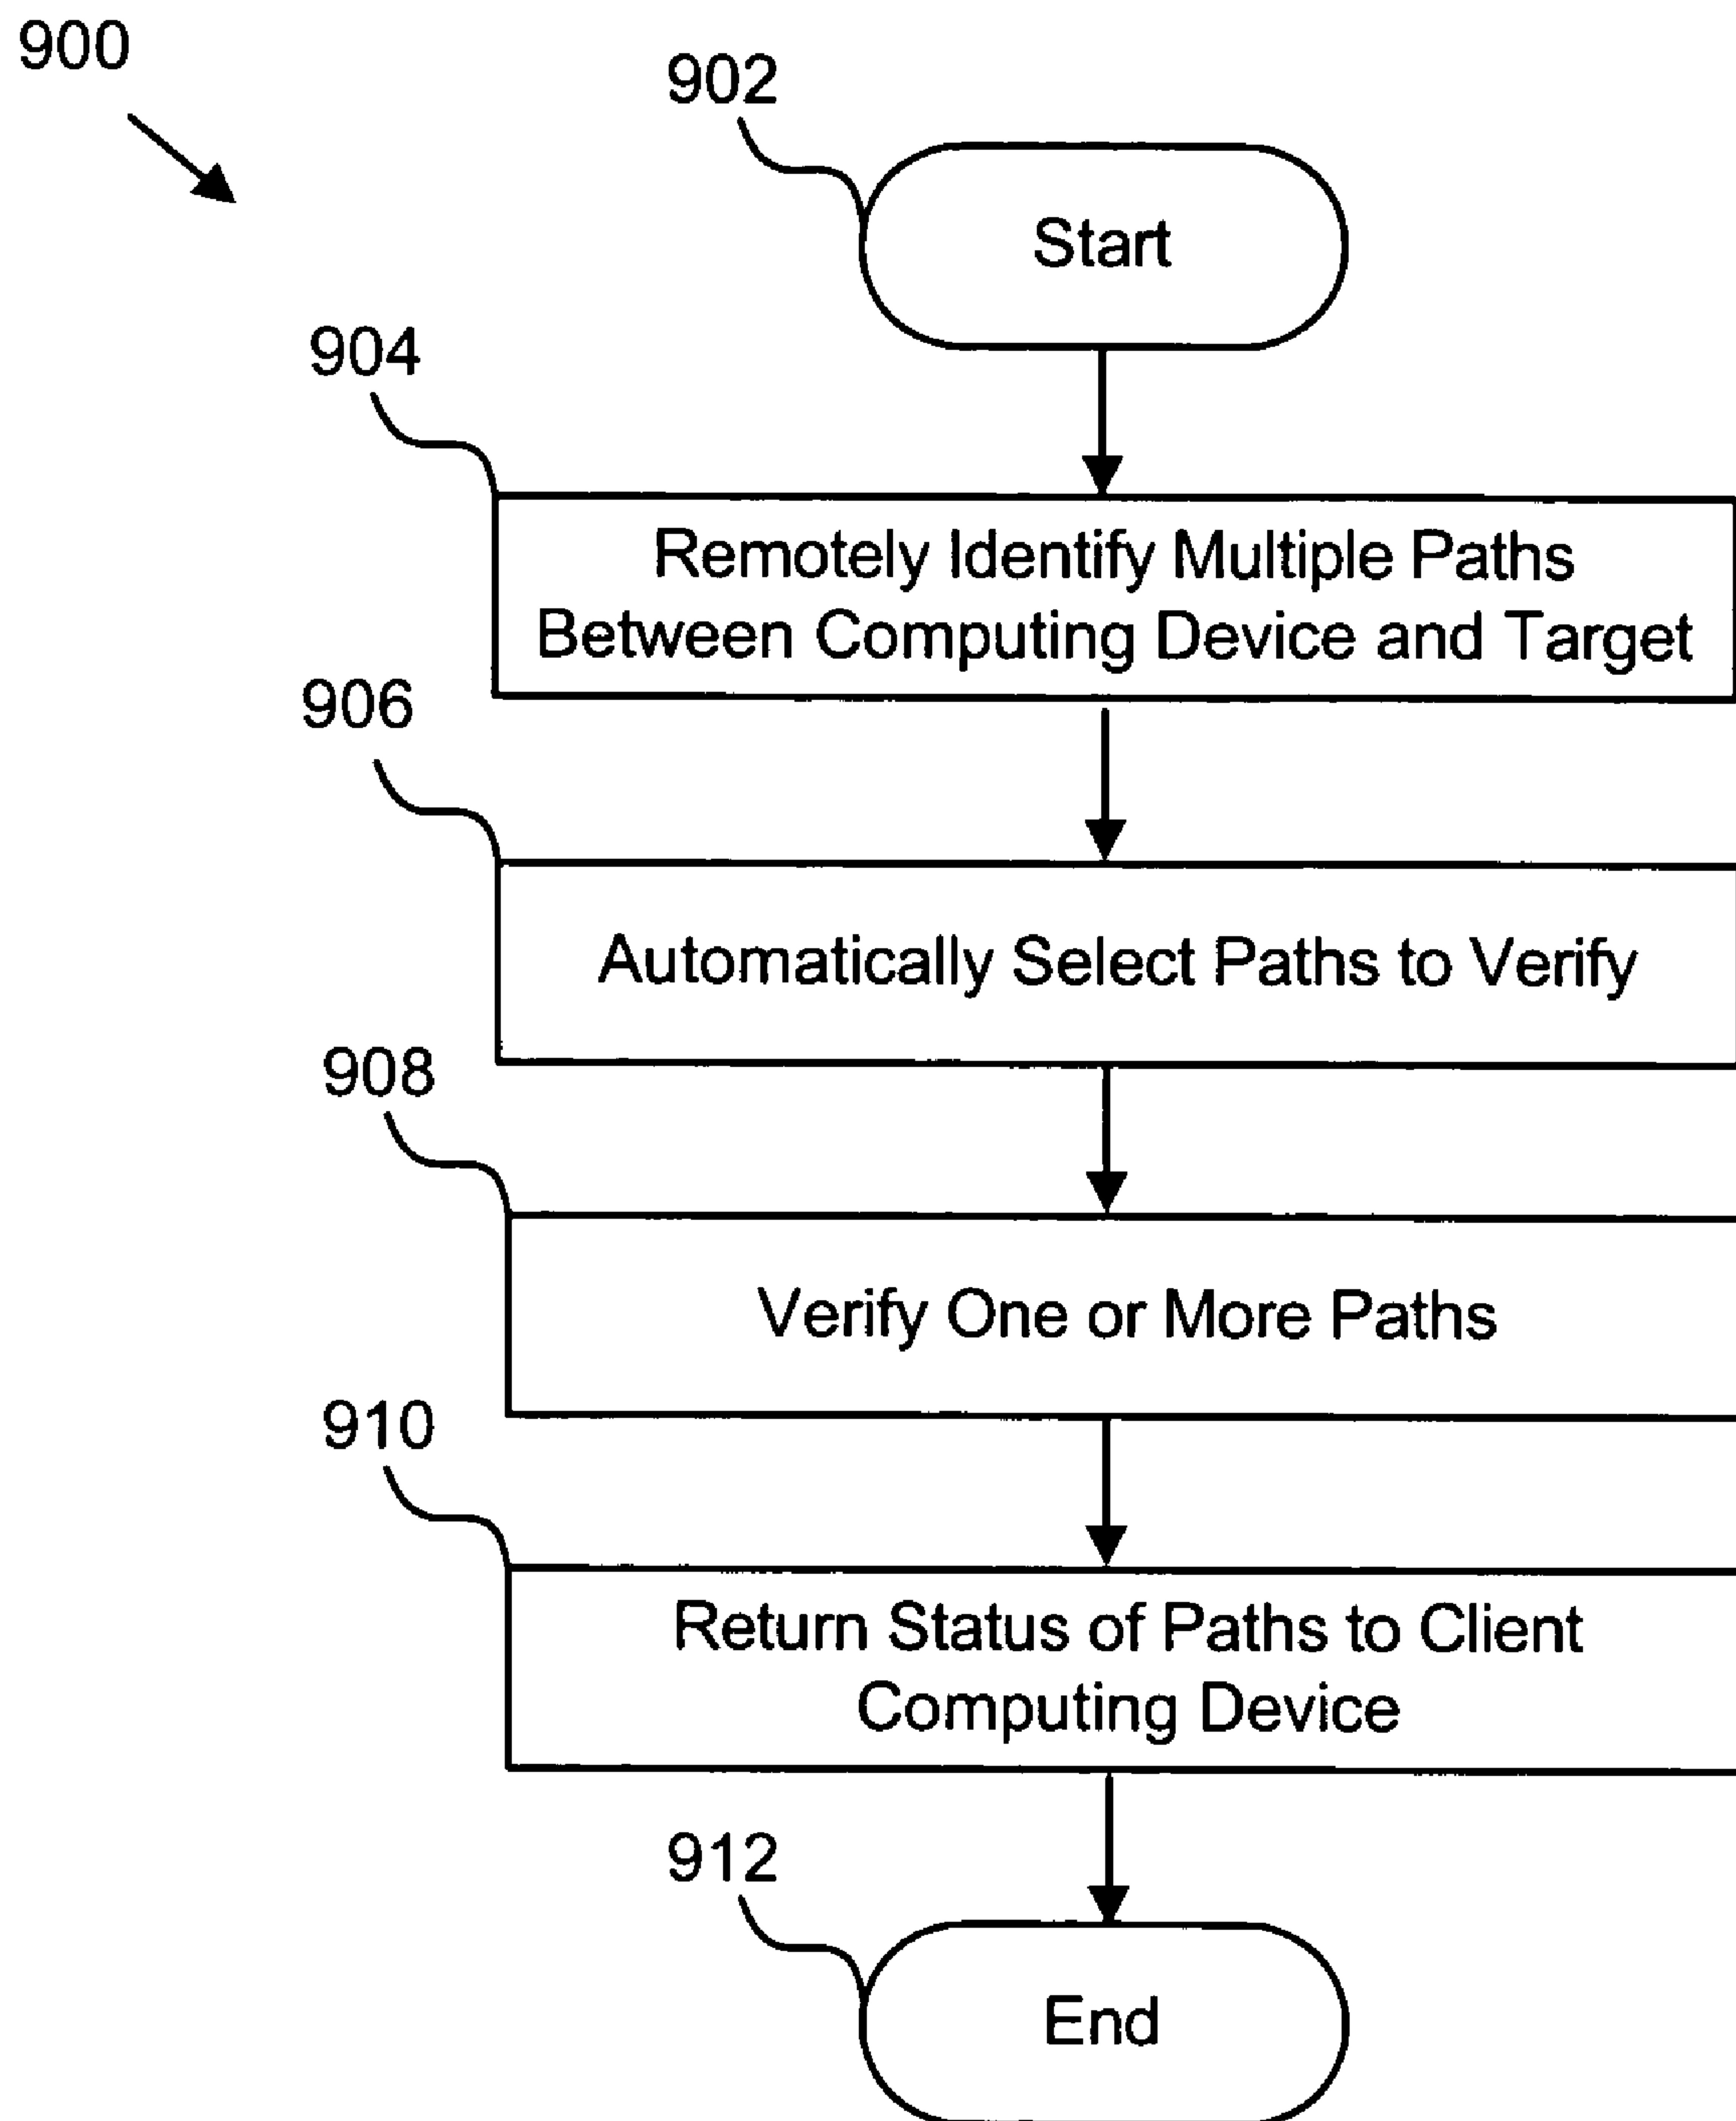 900
902
Start
904
Remotely Identify Multiple Paths
Between Computing Device and Target
906
Automatically Select Paths to Verify
908
Verify One or More Paths
910
Return Status of Paths to Client
Computing Device
912
End